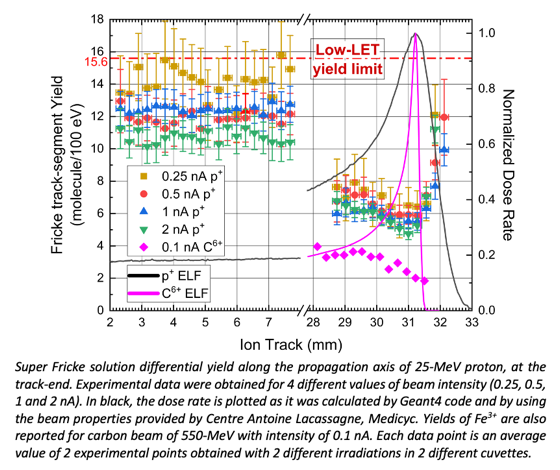 18
16
15.6
14
12
10
8
6
4
2
0
Fricke track-segment Yield
(molecule/100 eV)
Low-LET
yield limit
1.0
0.8
0.6
0.4
0.2
0.0
Normalized Dose Rate
0.25 nA p⁺
0.5 nA p⁺
1 nA p⁺
2 nA p⁺
0.1 nA C⁶⁺
p⁺ ELF
C⁶⁺ ELF
2 3 4 5 6 7 28 29 30 31 32 33
Ion Track (mm)
Super Fricke solution differential yield along the propagation axis of 25-MeV proton, at the
track-end. Experimental data were obtained for 4 different values of beam intensity (0.25, 0.5,
1 and 2 nA). In black, the dose rate is plotted as it was calculated by Geant4 code and by using
the beam properties provided by Centre Antoine Lacassagne, Medicyc. Yields of Fe³⁺ are also
reported for carbon beam of 550-MeV with intensity of 0.1 nA. Each data point is an average
value of 2 experimental points obtained with 2 different irradiations in 2 different cuvettes.